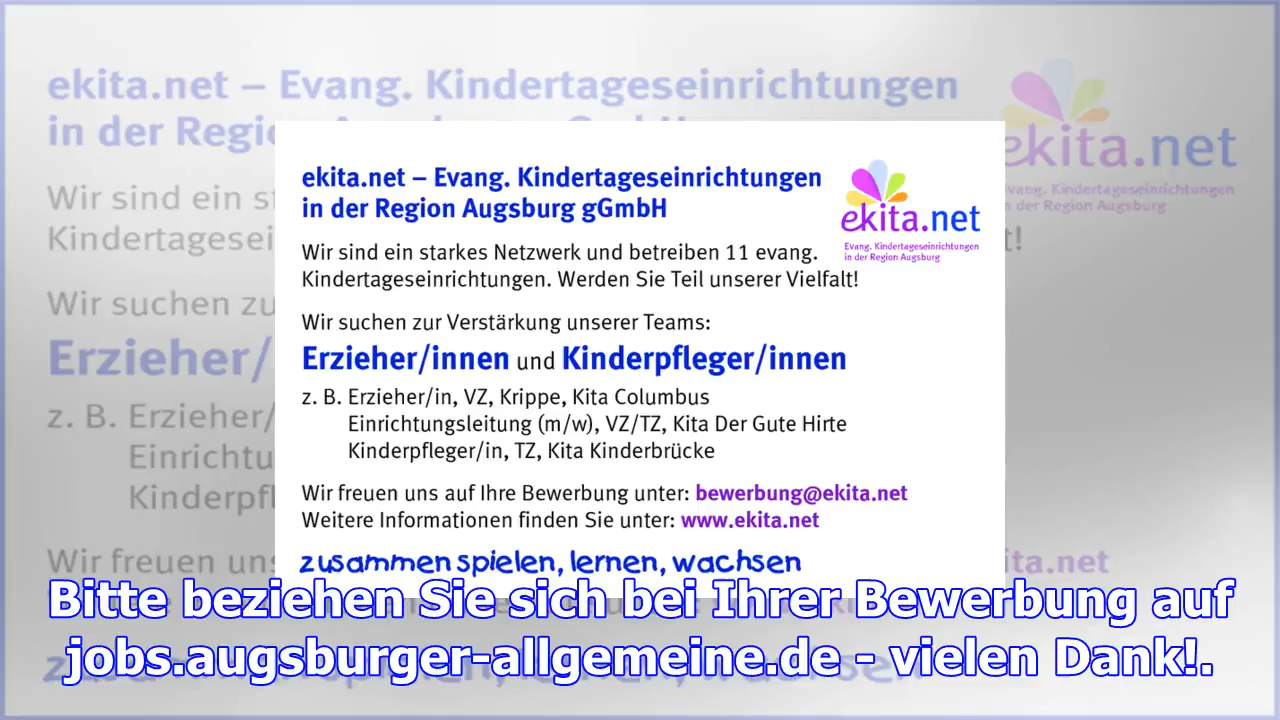 ekita.net – Evang. Kindertageseinrichtungen
in der Region Augsburg gGmbH
ekita.net
Evang. Kindertageseinrichtungen
in der Region Augsburg
Wir sind ein starkes Netzwerk und betreiben 11 evang.
Kindertageseinrichtungen. Werden Sie Teil unserer Vielfalt!
Wir suchen zur Verstärkung unserer Teams:
Erzieher/innen und Kinderpfleger/innen
z. B. Erzieher/in, VZ, Krippe, Kita Columbus
Einrichtungsleitung (m/w), VZ/TZ, Kita Der Gute Hirte
Kinderpfleger/in, TZ, Kita Kinderbrücke
Wir freuen uns auf Ihre Bewerbung unter: bewerbung@ekita.net
Weitere Informationen finden Sie unter: www.ekita.net
zusammen spielen, lernen, wachsen
Bitte beziehen Sie sich bei Ihrer Bewerbung auf
jobs.augsburger-allgemeine.de - vielen Dank!.